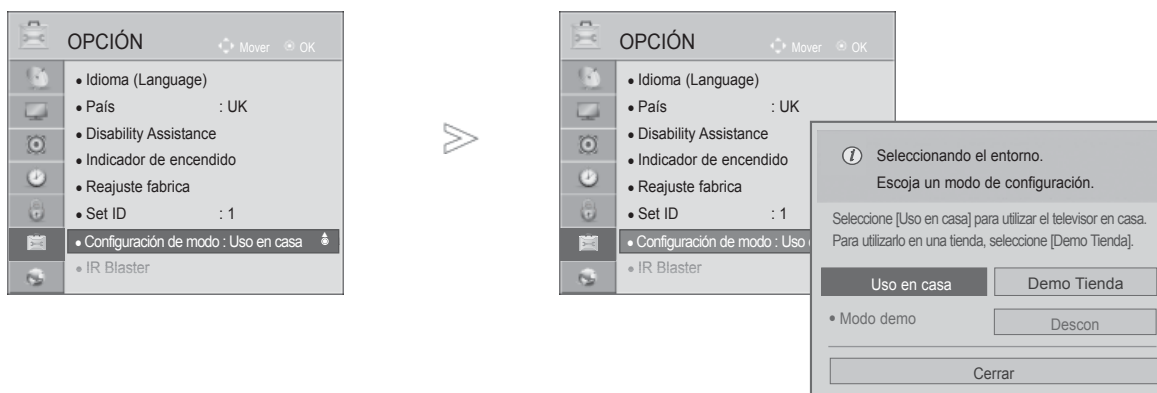 OPCIÓN Mover OK
• Idioma (Language)
• País : UK
• Disability Assistance
• Indicador de encendido
• Reajuste fabrica
• Set ID : 1
• Configuración de modo : Uso en casa
• IR Blaster
OPCIÓN Mover OK
• Idioma (Language)
• País : UK
• Disability Assistance
• Indicador de encendido
• Reajuste fabrica
• Set ID : 1
• Configuración de modo : Uso
• IR Blaster
Seleccionando el entorno.
Escoja un modo de configuración.
Seleccione [Uso en casa] para utilizar el televisor en casa.
Para utilizarlo en una tienda, seleccione [Demo Tienda].
Uso en casa Demo Tienda
• Modo demo Descon
Cerrar